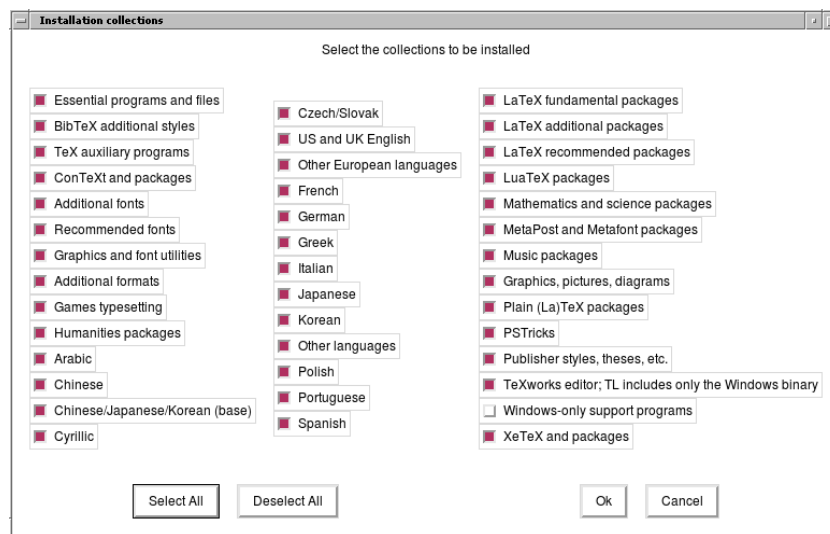 Installation collections
Select the collections to be installed
Essential programs and files
BibTeX additional styles
TeX auxiliary programs
ConTeXt and packages
Additional fonts
Recommended fonts
Graphics and font utilities
Additional formats
Games typesetting
Humanities packages
Arabic
Chinese
Chinese/Japanese/Korean (base)
Cyrillic
Czech/Slovak
US and UK English
Other European languages
French
German
Greek
Italian
Japanese
Korean
Other languages
Polish
Portuguese
Spanish
LaTeX fundamental packages
LaTeX additional packages
LaTeX recommended packages
LuaTeX packages
Mathematics and science packages
MetaPost and Metafont packages
Music packages
Graphics, pictures, diagrams
Plain (La)TeX packages
PSTricks
Publisher styles, theses, etc.
TeXworks editor; TL includes only the Windows binary
Windows-only support programs
XeTeX and packages
Select All
Deselect All
Ok
Cancel